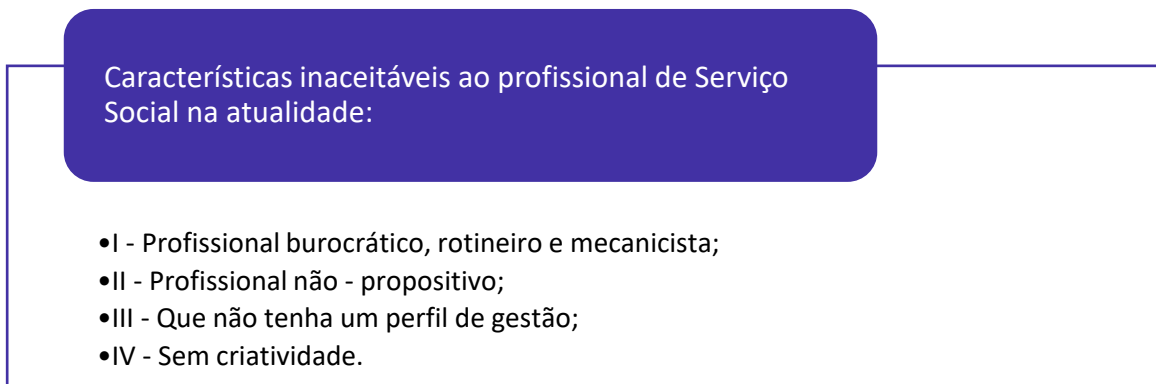 Características inaceitáveis ao profissional de Serviço
Social na atualidade:
•I - Profissional burocrático, rotineiro e mecanicista;
•II - Profissional não - propositivo;
•III - Que não tenha um perfil de gestão;
•IV - Sem criatividade.